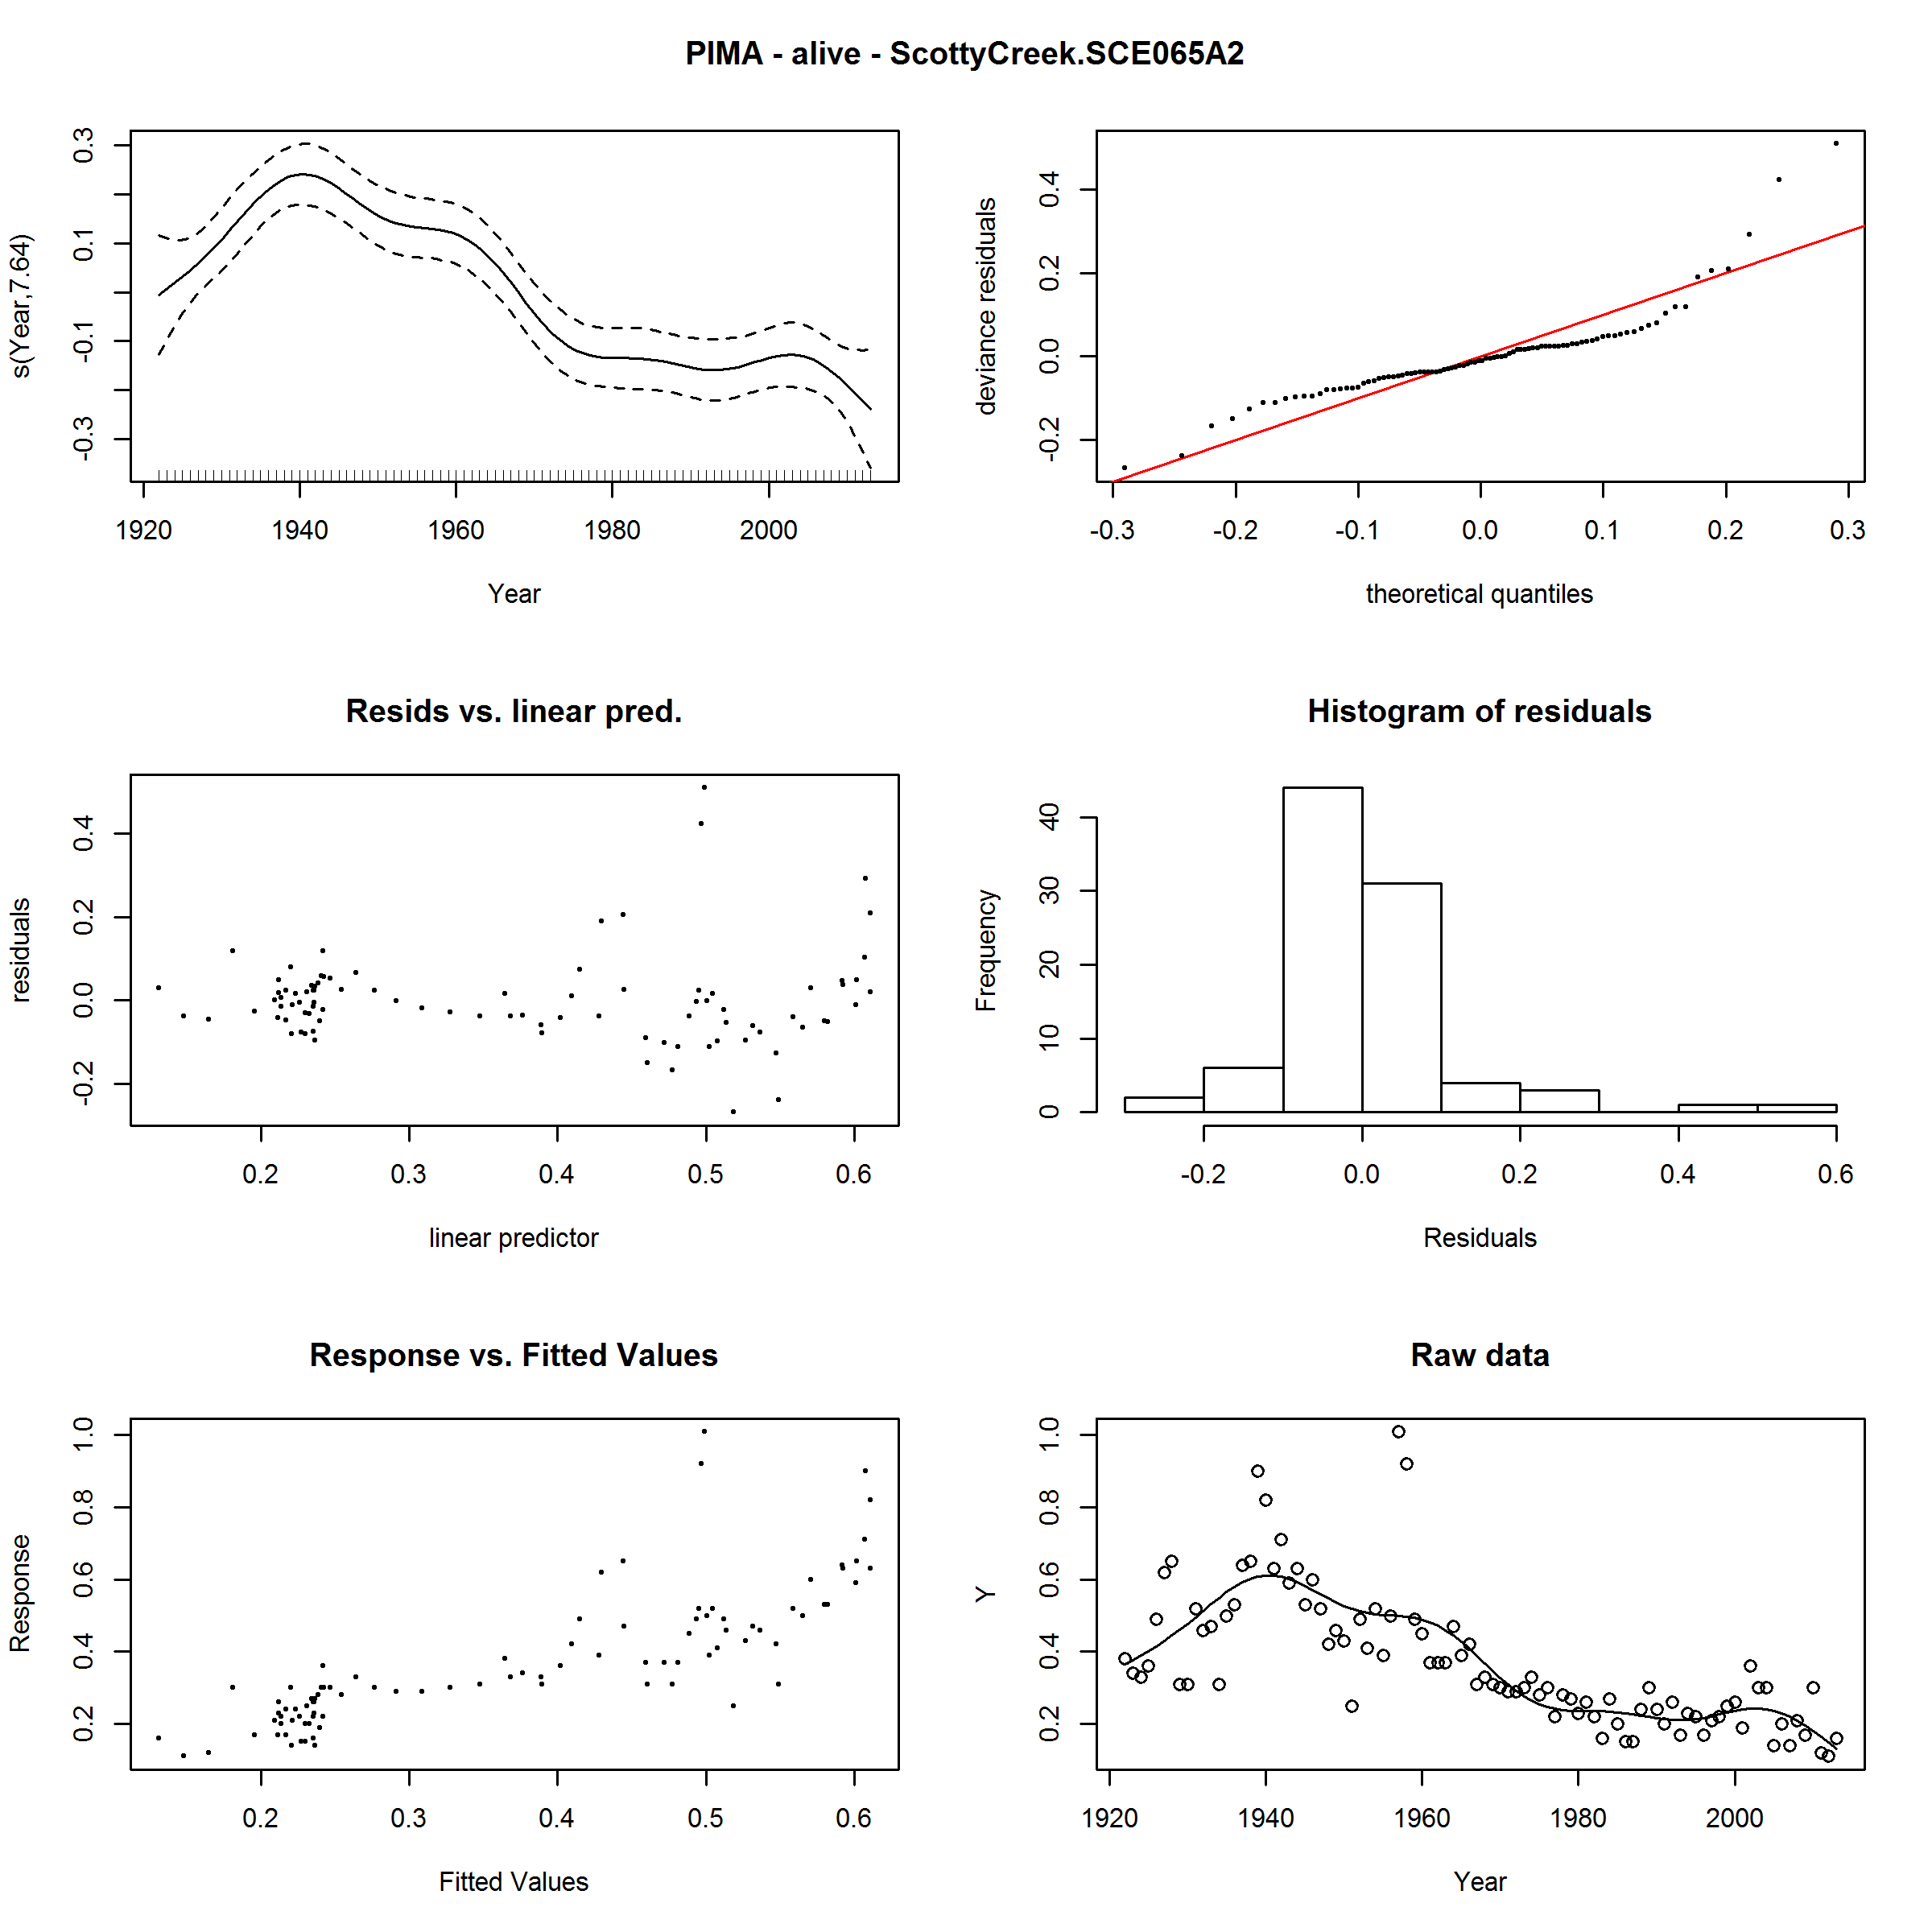 PIMA - alive - ScottyCreek.SCE065A2
s(Year,7.64)
-0.3 -0.1 0.1 0.3
1920 1940 1960 1980 2000
Year
deviance residuals
-0.2 0.0 0.2 0.4
-0.3 -0.2 -0.1 0.0 0.1 0.2 0.3
theoretical quantiles
Resids vs. linear pred.
residuals
-0.2 0.0 0.2 0.4
0.2 0.3 0.4 0.5 0.6
linear predictor
Histogram of residuals
Frequency
0 10 20 30 40
-0.2 0.0 0.2 0.4 0.6
Residuals
Response vs. Fitted Values
Response
0.2 0.4 0.6 0.8 1.0
0.2 0.3 0.4 0.5 0.6
Fitted Values
Raw data
Y
0.2 0.4 0.6 0.8 1.0
1920 1940 1960 1980 2000
Year